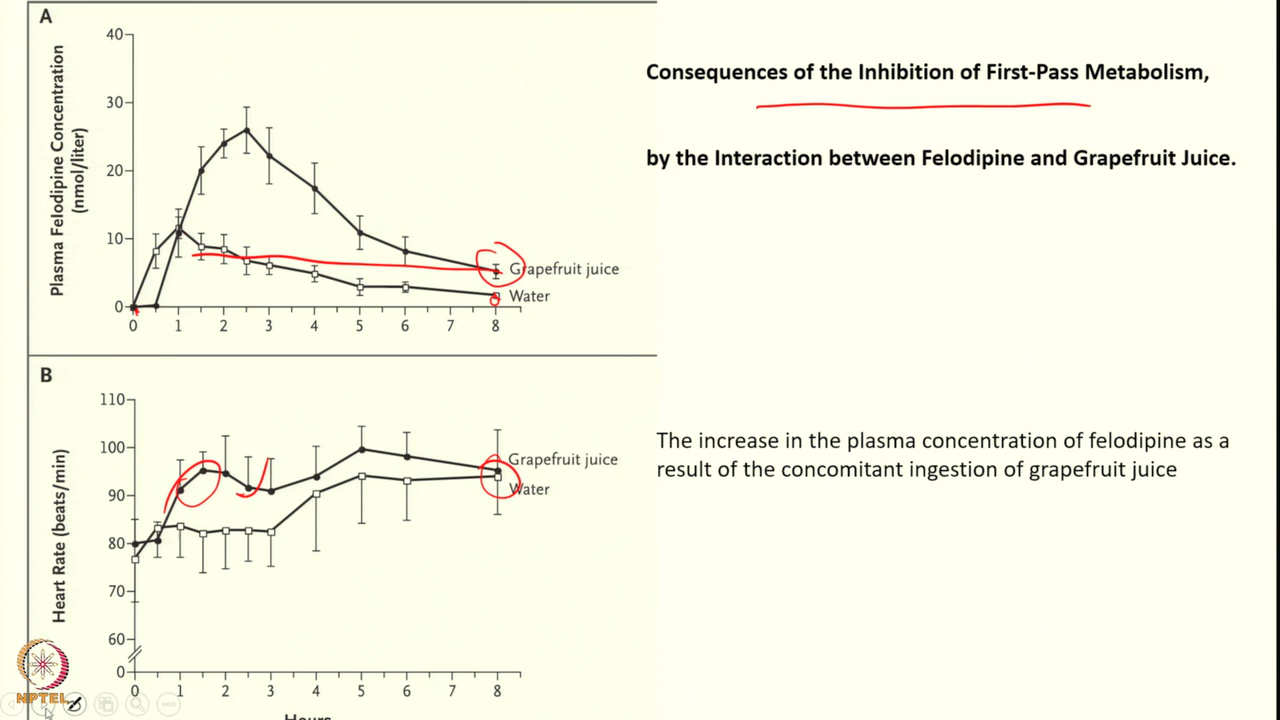 A
Plasma Felodipine Concentration
(nmol/liter)
40
30
20
10
0
0 1 2 3 4 5 6 7 8
Grapefruit juice
Water
Consequences of the Inhibition of First-Pass Metabolism,
by the Interaction between Felodipine and Grapefruit Juice.
B
Heart Rate (beats/min)
110
100
90
80
70
60
0
0 1 2 3 4 5 6 7 8
Hours
Grapefruit juice
Water
The increase in the plasma concentration of felodipine as a
result of the concomitant ingestion of grapefruit juice
NPTEL